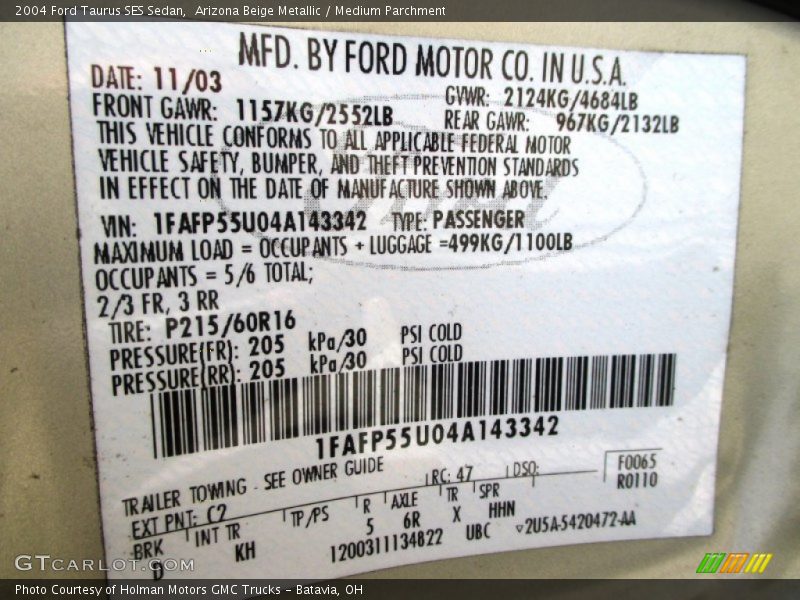 2004 Ford Taurus SES Sedan,  Arizona Beige Metallic / Medium Parchment
MFD. BY FORD MOTOR CO. IN U.S.A.
DATE: 11/03
GVWR: 2124KG/4684LB
FRONT GAWR: 1157KG/2552LB
REAR GAWR: 967KG/2132LB
THIS VEHICLE CONFORMS TO ALL APPLICABLE FEDERAL MOTOR
VEHICLE SAFETY, BUMPER, AND THEFT PREVENTION STANDARDS
IN EFFECT ON THE DATE OF MANUFACTURE SHOWN ABOVE.
VIN: 1FAFP55U04A143342 TYPE: PASSENGER
MAXIMUM LOAD = OCCUPANTS + LUGGAGE =499KG/1100LB
OCCUPANTS = 5/6 TOTAL;
2/3 FR, 3 RR
TIRE: P215/60R16
PRESSURE(FR): 205 kPa/30 PSI COLD
PRESSURE(RR): 205 kPa/30 PSI COLD
1FAFP55U04A143342
TRAILER TOWING - SEE OWNER GUIDE
EXT PNT: C2 RC: 47 DSO: F0065
R0110
BRK INT TR TP/PS R AXLE TR SPR
D KH 5 6R X HHN
1200311134822 UBC ▽2U5A-5420472-AA
GTCarLot.com
Photo Courtesy of Holman Motors GMC Trucks - Batavia, OH